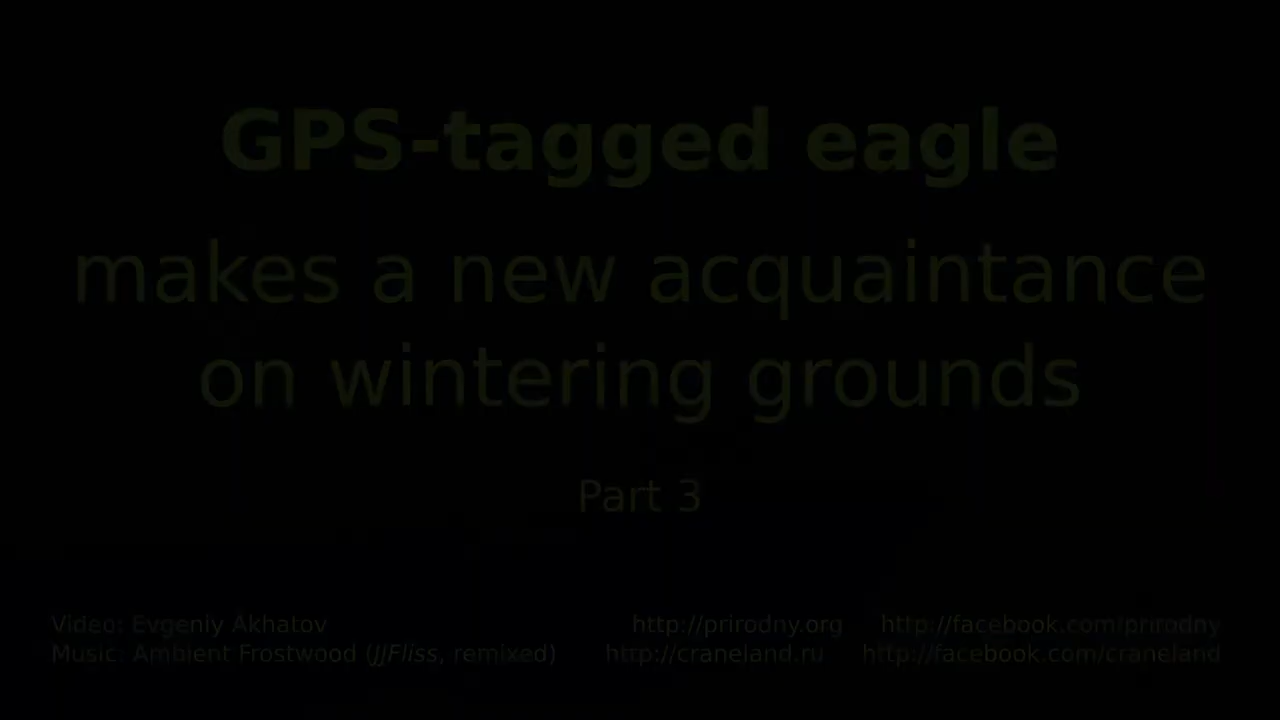 GPS-tagged eagle
makes a new acquaintance
on wintering grounds
Part 3
Video: Evgeniy Akhatov http://prirodny.org http://facebook.com/prirodny
Music: Ambient Frostwood (JJFliss, remixed) http://craneland.ru http://facebook.com/craneland